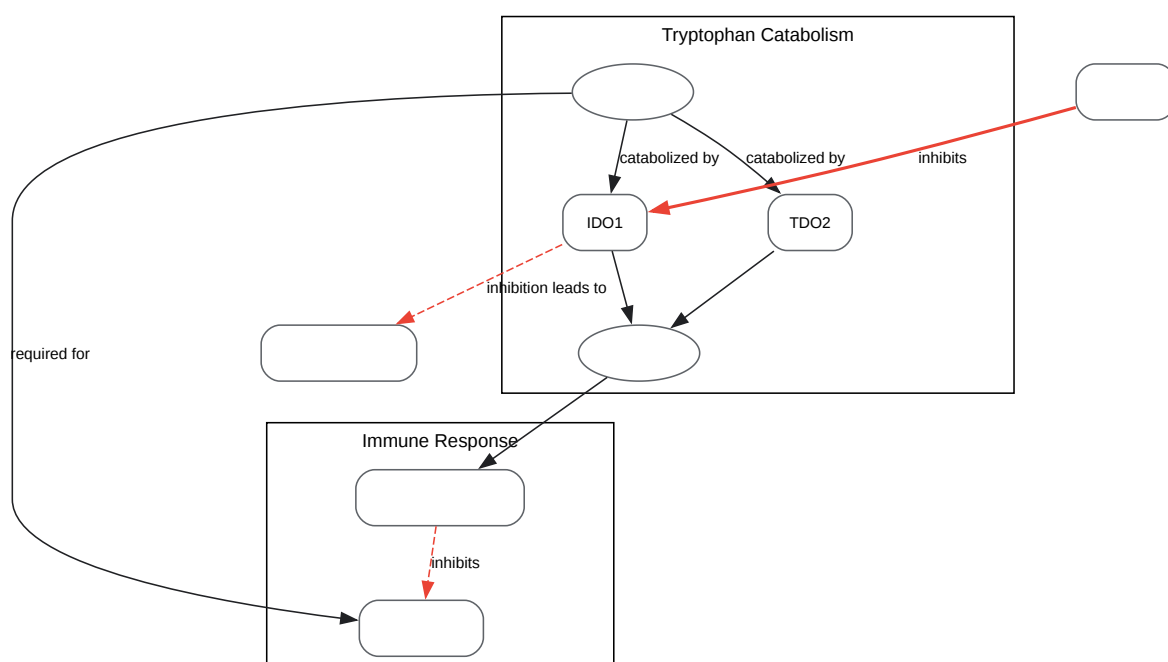 Tryptophan Catabolism
catabolized by
catabolized by
inhibits
IDO1
TDO2
inhibition leads to
required for
Immune Response
inhibits